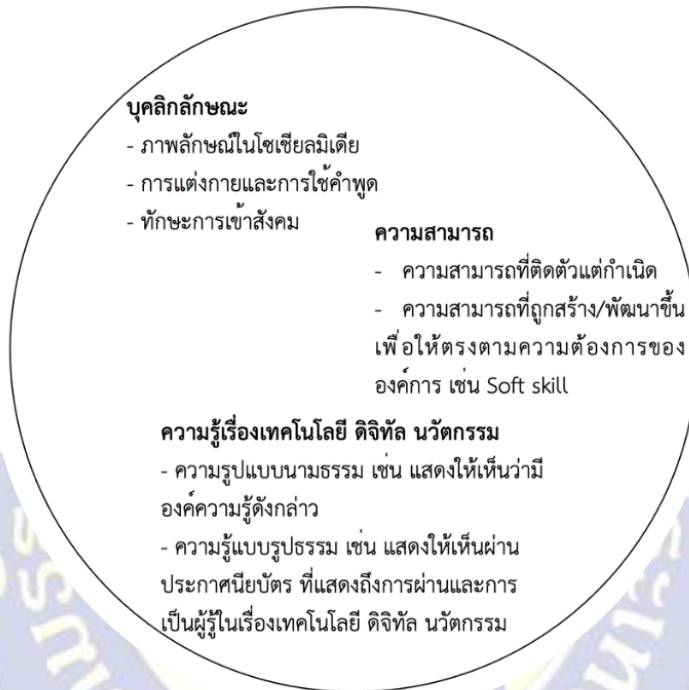 บุคลิกลักษณะ
- ภาพลักษณ์ในโซเชียลมิเดีย
- การแต่งกายและการใช้คำพูด
- ทักษะการเข้าสังคม
ความสามารถ
- ความสามารถที่ติดตัวแต่กำเนิด
- ความสามารถที่ถูกสร้าง/พัฒนาขึ้น
เพื่อให้ตรงตามความต้องการของ
องค์การ เช่น Soft skill
ความรู้เรื่องเทคโนโลยี ดิจิทัล นวัตกรรม
- ความรูปแบบนามธรรม เช่น แสดงให้เห็นว่ามี
องค์ความรู้ดังกล่าว
- ความรู้แบบรูปธรรม เช่น แสดงให้เห็นผ่าน
ประกาศนียบัตร ที่แสดงถึงการผ่านและการ
เป็นผู้รู้ในเรื่องเทคโนโลยี ดิจิทัล นวัตกรรม